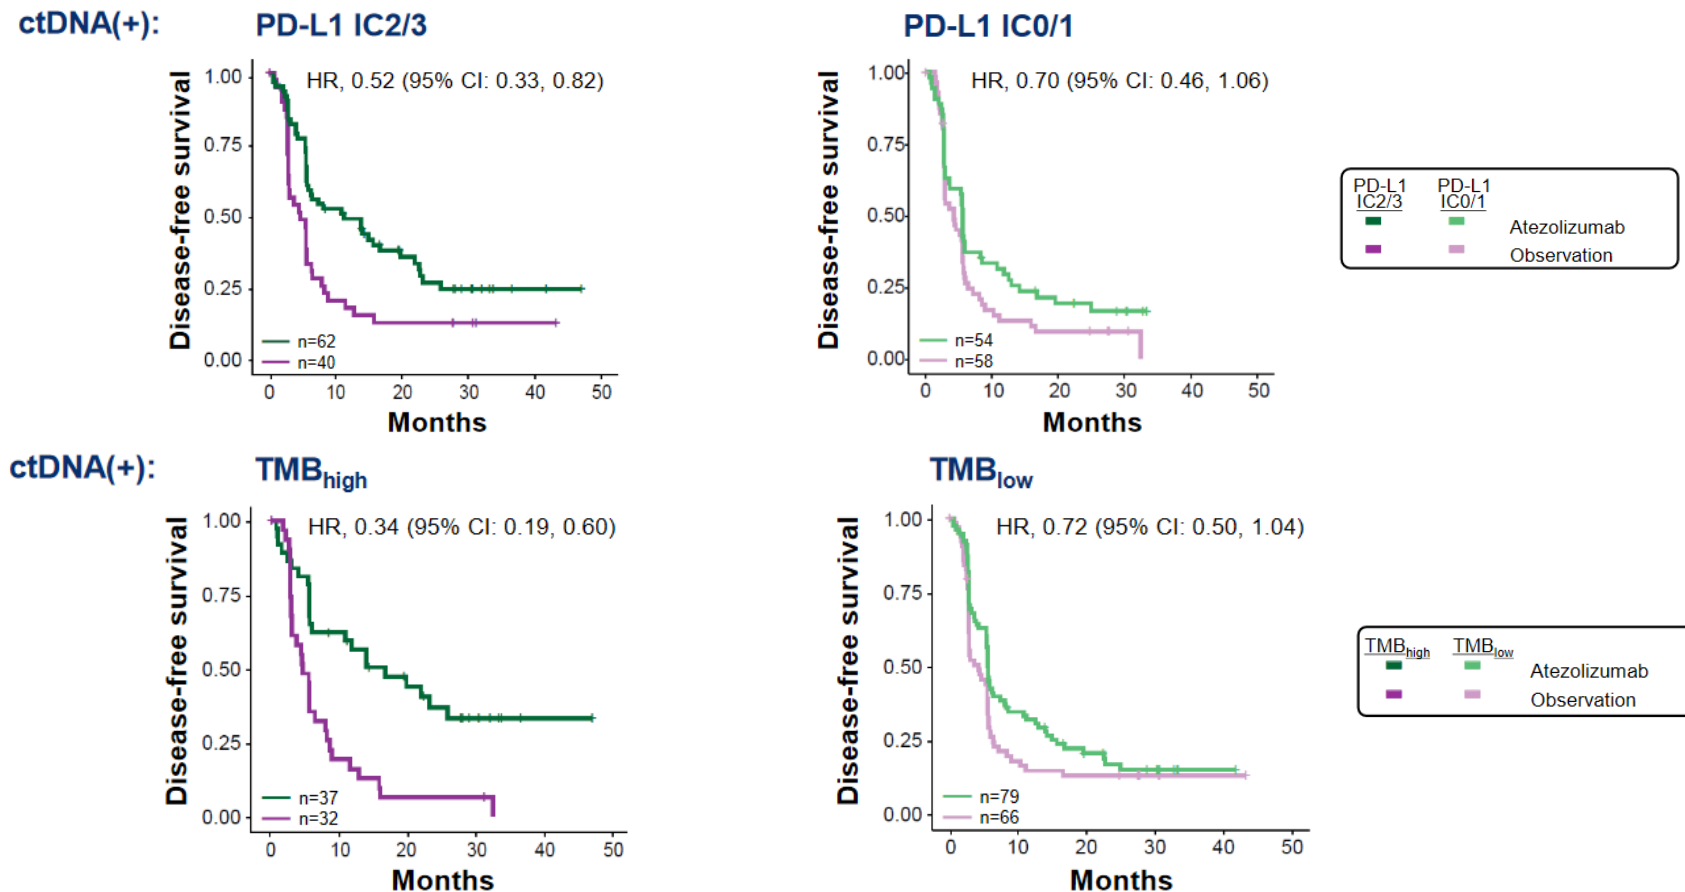 ctDNA(+):
PD-L1 IC2/3
PD-L1 IC0/1
HR, 0.52 (95% CI: 0.33, 0.82)
Disease-free survival
1.00
0.75
0.50
0.25
0.00
n=62
n=40
0 10 20 30 40 50
Months
HR, 0.70 (95% CI: 0.46, 1.06)
Disease-free survival
1.00
0.75
0.50
0.25
0.00
n=54
n=58
0 10 20 30 40 50
Months
PD-L1 PD-L1
IC2/3 IC0/1
Atezolizumab
Observation
ctDNA(+):
TMBhigh
TMBlow
HR, 0.34 (95% CI: 0.19, 0.60)
Disease-free survival
1.00
0.75
0.50
0.25
0.00
n=37
n=32
0 10 20 30 40 50
Months
HR, 0.72 (95% CI: 0.50, 1.04)
Disease-free survival
1.00
0.75
0.50
0.25
0.00
n=79
n=66
0 10 20 30 40 50
Months
TMBhigh TMBlow
Atezolizumab
Observation